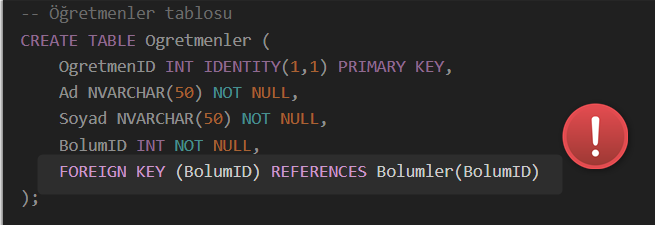 -- Öğretmenler tablosu
CREATE TABLE Ogretmenler (
    OgretmenID INT IDENTITY(1,1) PRIMARY KEY,
    Ad NVARCHAR(50) NOT NULL,
    Soyad NVARCHAR(50) NOT NULL,
    BolumID INT NOT NULL,
    FOREIGN KEY (BolumID) REFERENCES Bolumler(BolumID)
);
!